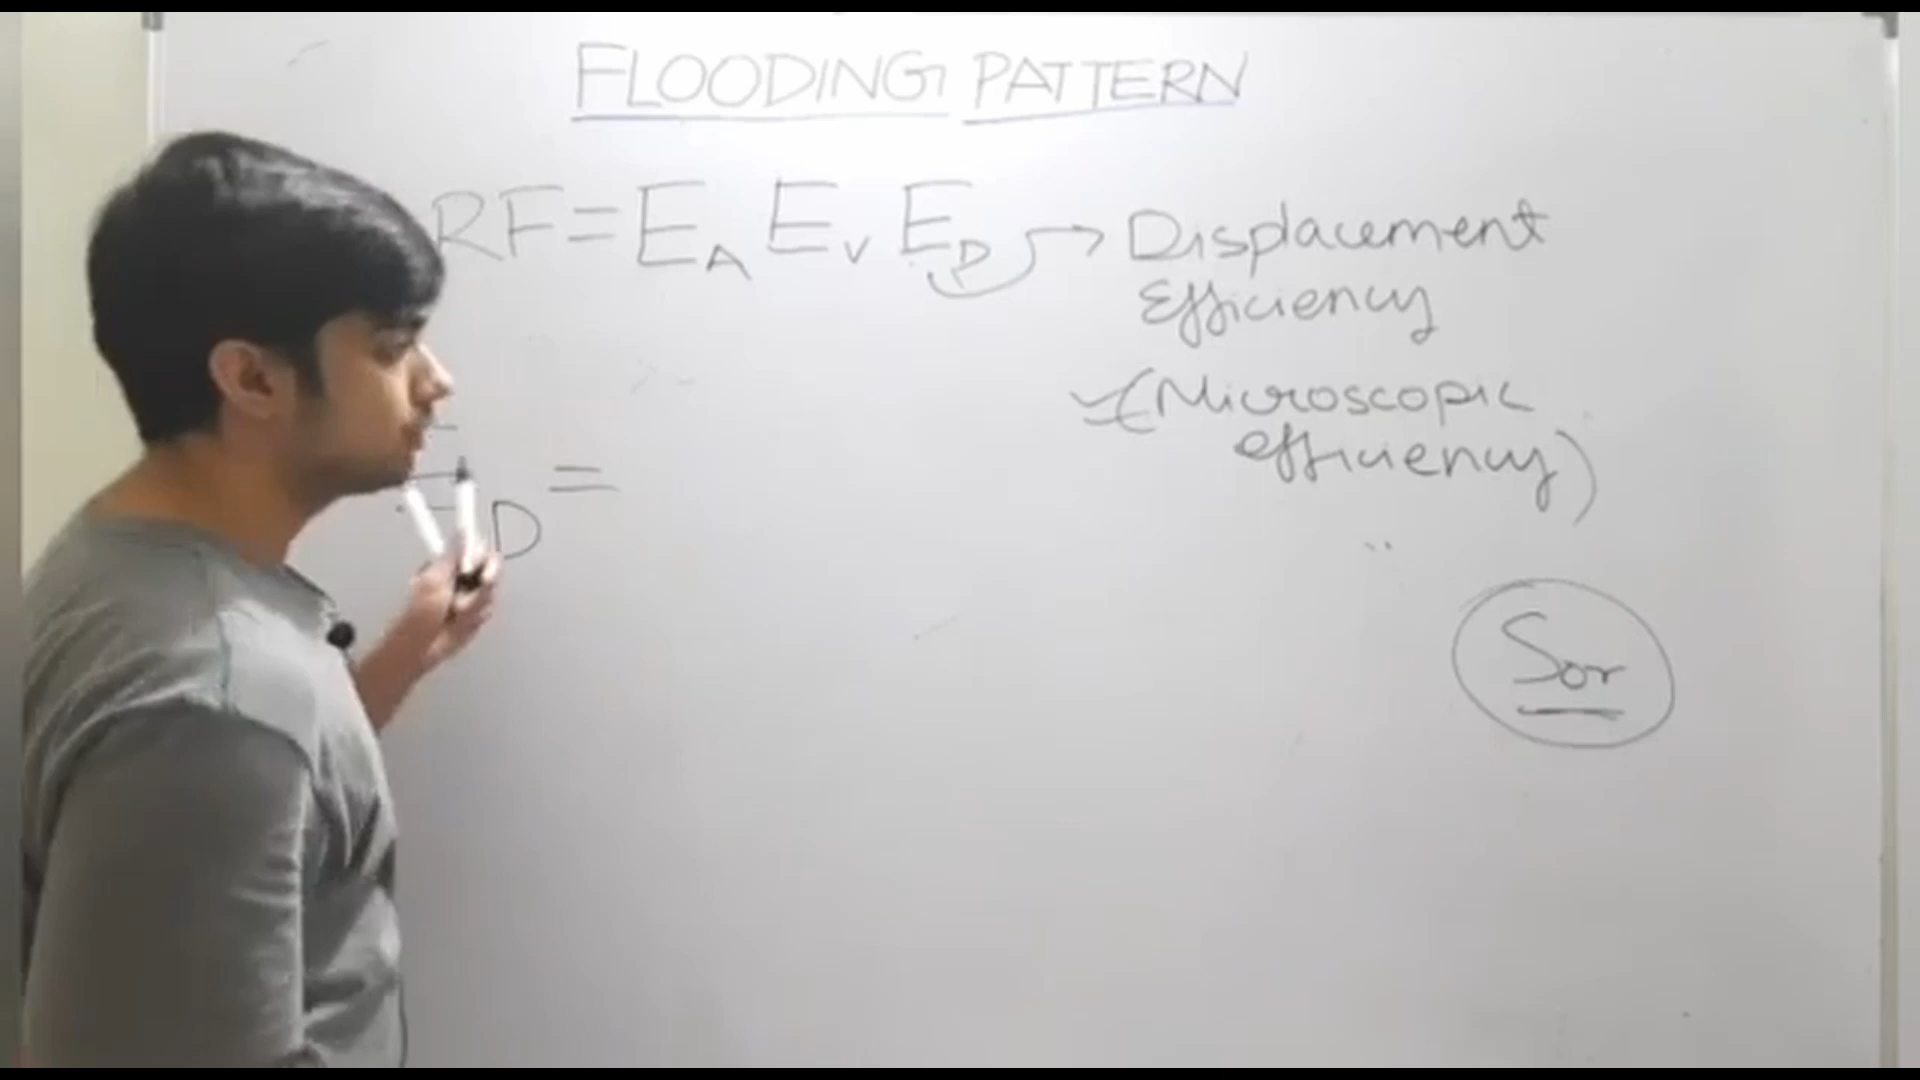 FLOODING PATTERN
RF = EA EV ED → Displacement
Efficiency
(Microscopic
efficiency)
ED =
Sor